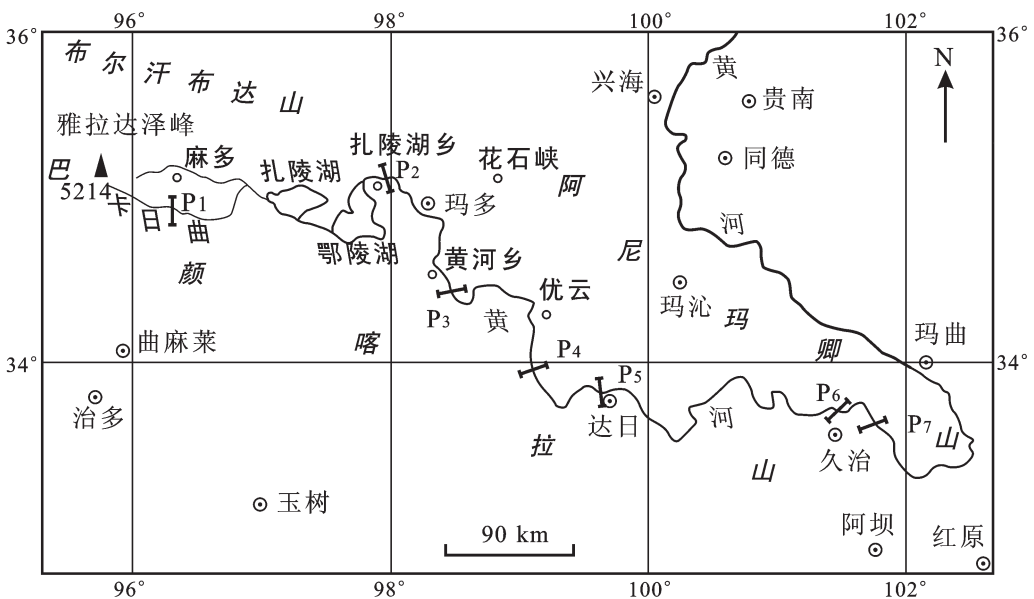 96° 98° 100° 102°
36° 36°
布尔汗布达山
N
黄
兴海
贵南
雅拉达泽峰
扎陵湖乡
麻多
花石峡
同德
巴
扎陵湖
P2
阿
5214
P1
玛多
卡日曲
河
鄂陵湖
黄河乡
尼
颜
优云
玛沁
P3
黄
玛
曲麻莱
喀
P4
卿
玛曲
34° 34°
P5
治多
达日
河
P6
P7
拉
山
久治
山
玉树
90 km
阿坝
红原
96° 98° 100° 102°